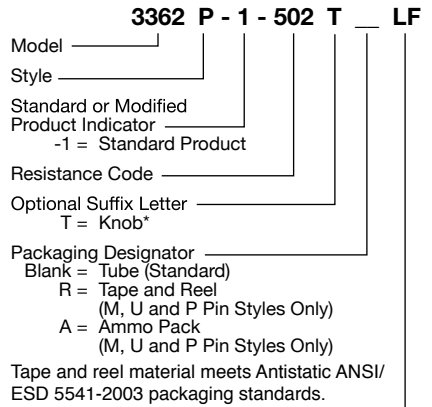 3362 P - 1 - 502 T __ LF
Model
Style
Standard or Modified
Product Indicator
-1 = Standard Product
Resistance Code
Optional Suffix Letter
T = Knob*
Packaging Designator
Blank = Tube (Standard)
R = Tape and Reel
(M, U and P Pin Styles Only)
A = Ammo Pack
(M, U and P Pin Styles Only)
Tape and reel material meets Antistatic ANSI/
ESD 5541-2003 packaging standards.